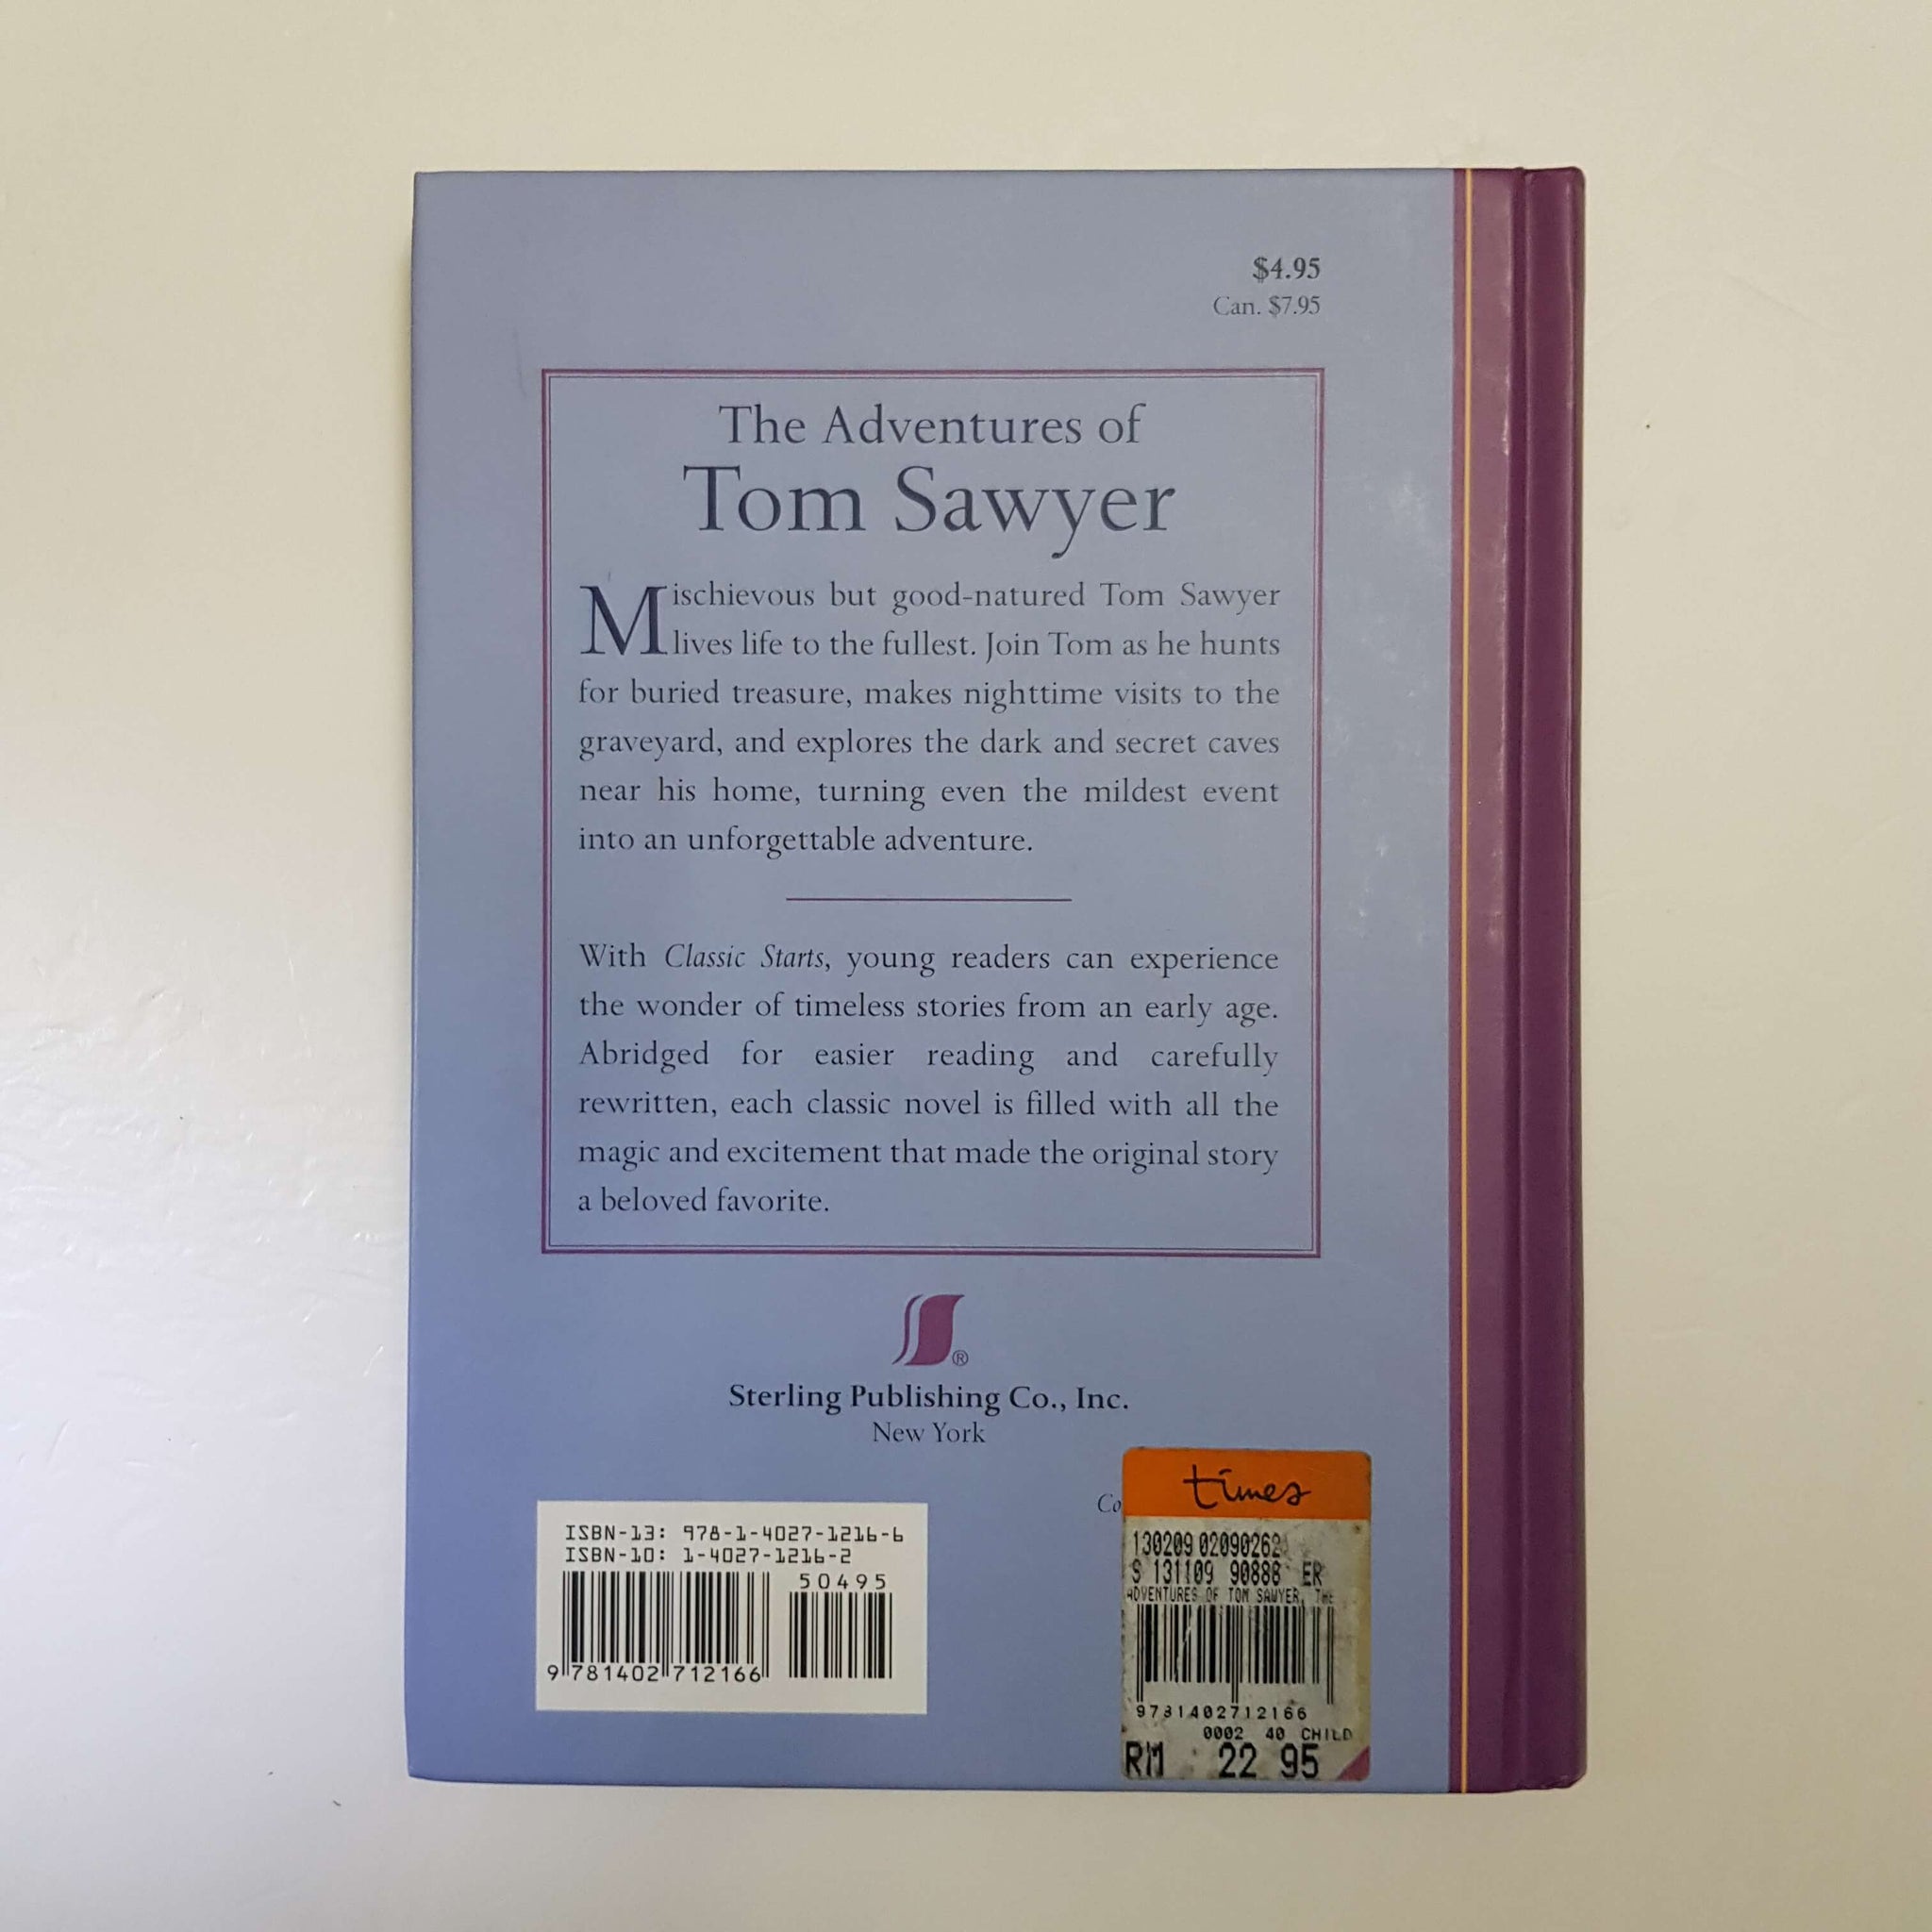 $4.95
Can. $7.95
The Adventures of
Tom Sawyer
Mischievous but good-natured Tom Sawyer
lives life to the fullest. Join Tom as he hunts
for buried treasure, makes nighttime visits to the
graveyard, and explores the dark and secret caves
near his home, turning even the mildest event
into an unforgettable adventure.
With Classic Starts, young readers can experience
the wonder of timeless stories from an early age.
Abridged for easier reading and carefully
rewritten, each classic novel is filled with all the
magic and excitement that made the original story
a beloved favorite.
®
Sterling Publishing Co., Inc.
New York
Co
ISBN-13: 978-1-4027-1216-6
ISBN-10: 1-4027-1216-2
50495
9 781402 712166
times
130209 02090262
S 131109 90888 ER
ADVENTURES OF TOM SAWYER, THE
9781402712166
0002 40 CHILD
RM 22 95